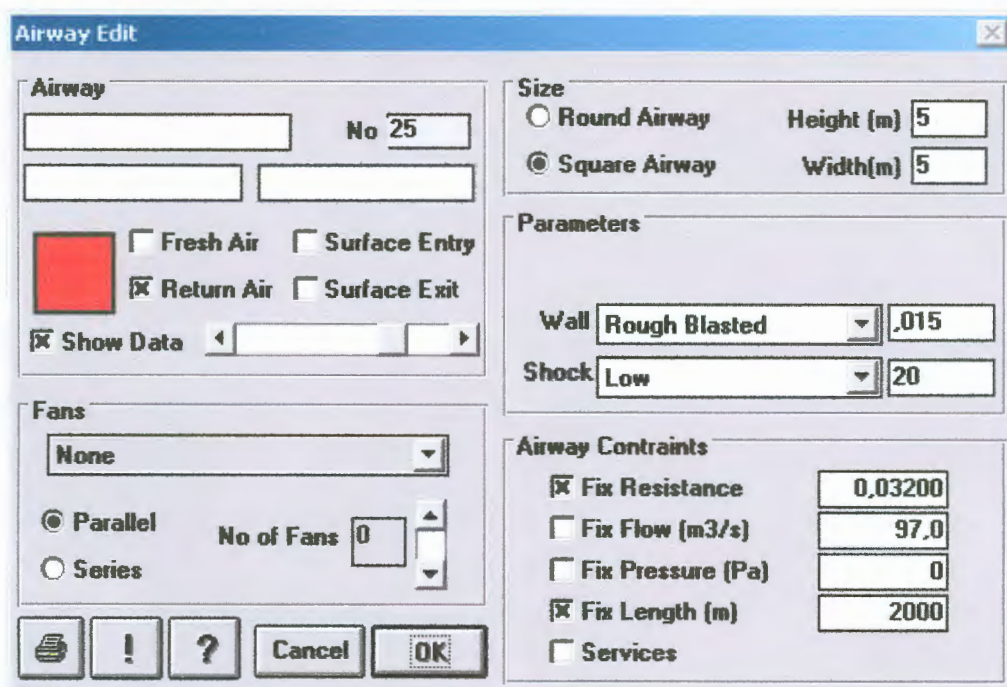 Airway Edit
Airway
No 25
Fresh Air
Surface Entry
Return Air
Surface Exit
Show Data
Fans
None
Parallel
Series
No of Fans 0
! ? Cancel OK
Size
Round Airway
Height (m) 5
Square Airway
Width(m) 5
Parameters
Wall Rough Blasted ,015
Shock Low 20
Airway Contraints
Fix Resistance 0,03200
Fix Flow (m3/s) 97,0
Fix Pressure (Pa) 0
Fix Length (m) 2000
Services